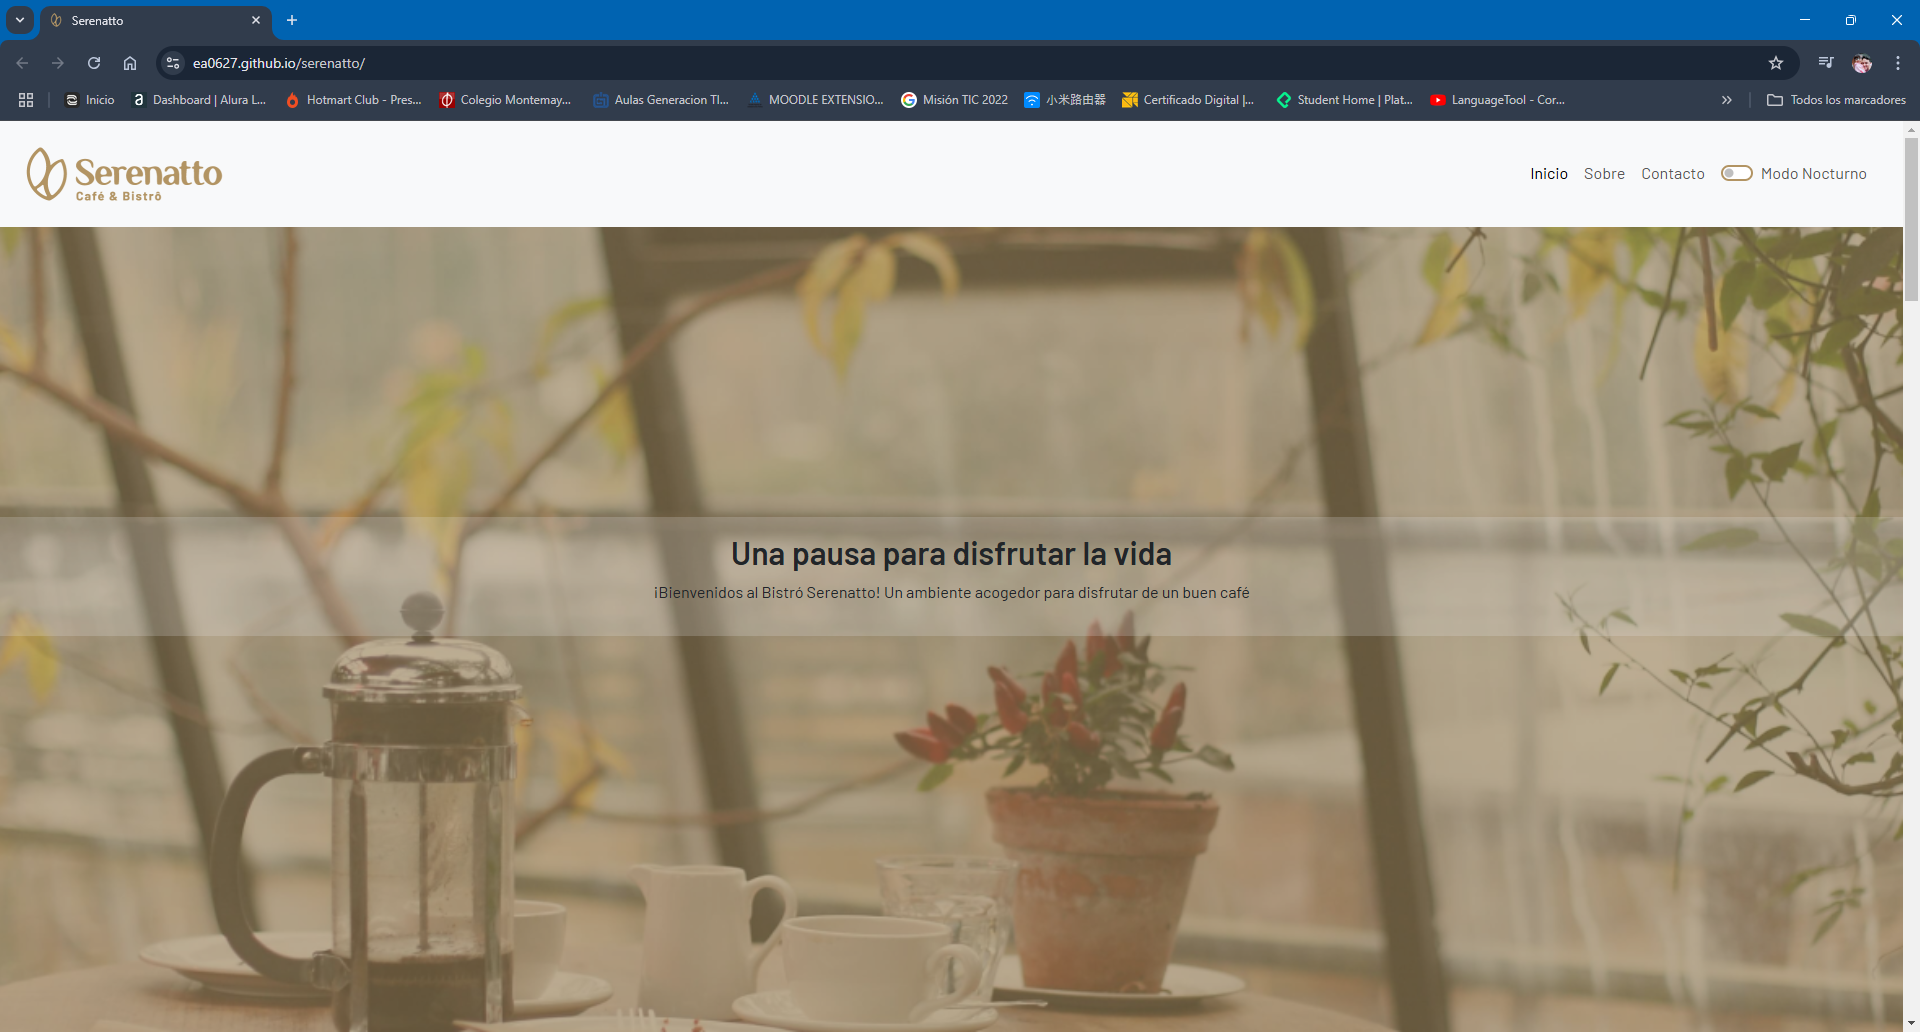 Serenatto
ea0627.github.io/serenatto/
Inicio
Dashboard | Alura L...
Hotmart Club - Pres...
Colegio Montemay...
Aulas Generacion TI...
MOODLE EXTENSIO...
Misión TIC 2022
小米路由器
Certificado Digital |...
Student Home | Plat...
LanguageTool - Cor...
Todos los marcadores
Serenatto
Café & Bistrô
Inicio
Sobre
Contacto
Modo Nocturno
Una pausa para disfrutar la vida
¡Bienvenidos al Bistró Serenatto! Un ambiente acogedor para disfrutar de un buen café